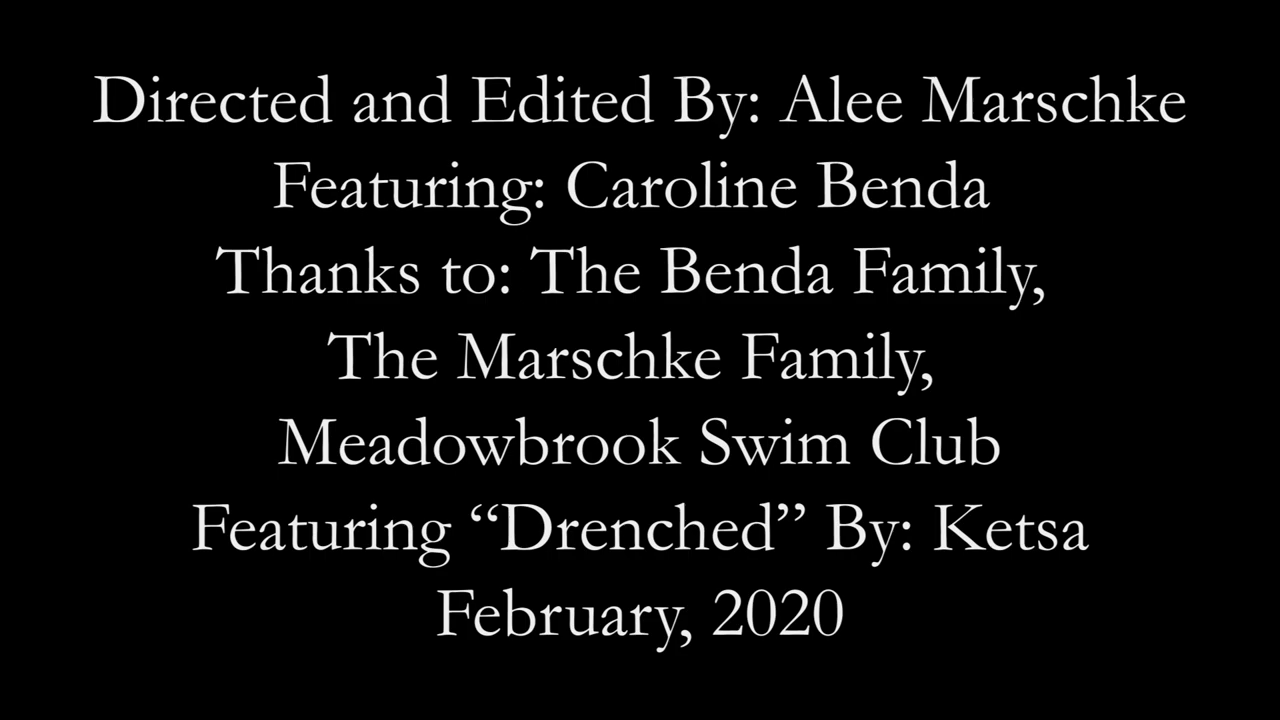 Directed and Edited By: Alee Marschke
Featuring: Caroline Benda
Thanks to: The Benda Family,
The Marschke Family,
Meadowbrook Swim Club
Featuring “Drenched” By: Ketsa
February, 2020